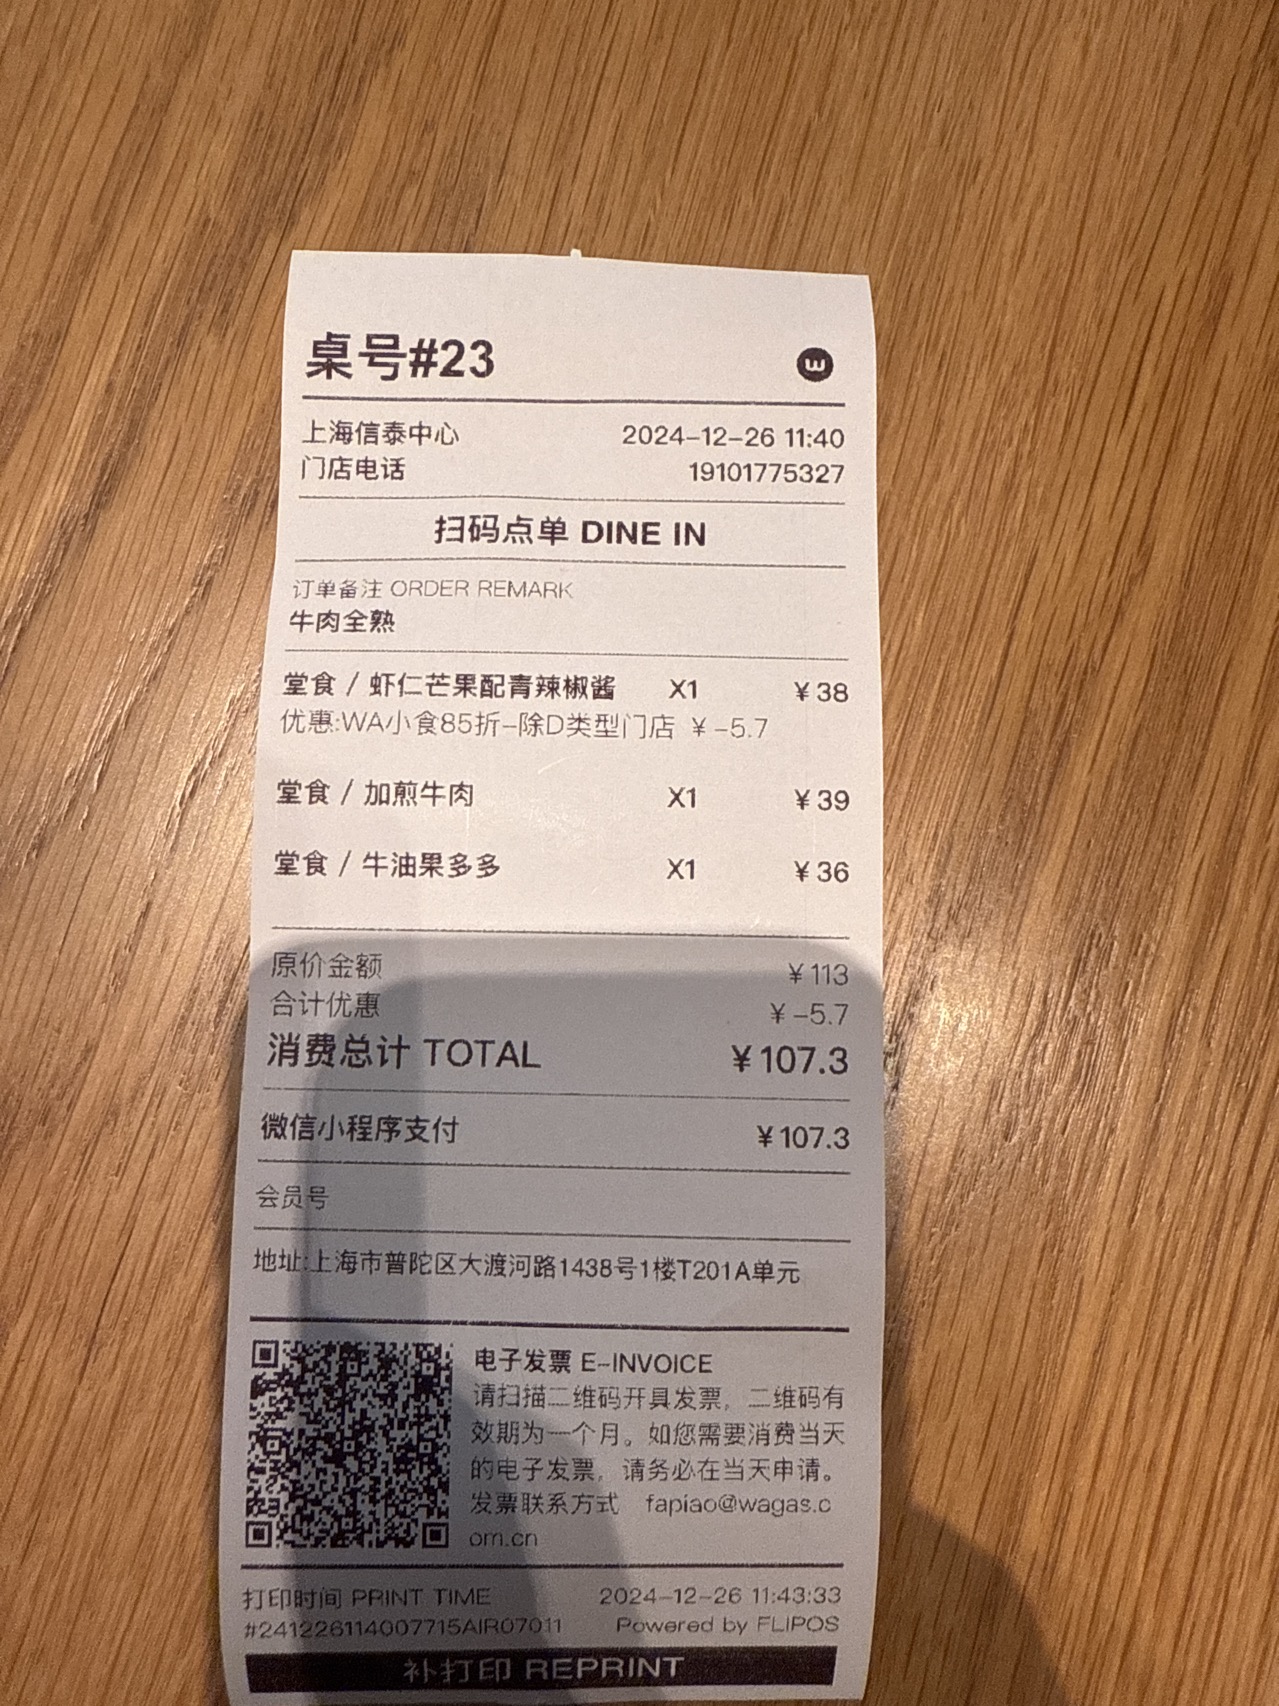 桌号#23
上海信泰中心 2024-12-26 11:40
门店电话 19101775327
扫码点单 DINE IN
订单备注 ORDER REMARK
牛肉全熟
堂食 / 虾仁芒果配青辣椒酱 X1 ¥38
优惠:WA小食85折-除D类型门店 ¥-5.7
堂食 / 加煎牛肉 X1 ¥39
堂食 / 牛油果多多 X1 ¥36
原价金额 ¥113
合计优惠 ¥-5.7
消费总计 TOTAL ¥107.3
微信小程序支付 ¥107.3
会员号
地址:上海市普陀区大渡河路1438号1楼T201A单元
电子发票 E-INVOICE
请扫描二维码开具发票，二维码有
效期为一个月。如您需要消费当天
的电子发票，请务必在当天申请。
发票联系方式 fapiao@wagas.c
om.cn
打印时间 PRINT TIME 2024-12-26 11:43:33
#241226114007715AIR07011 Powered by FLIPOS
补打印 REPRINT